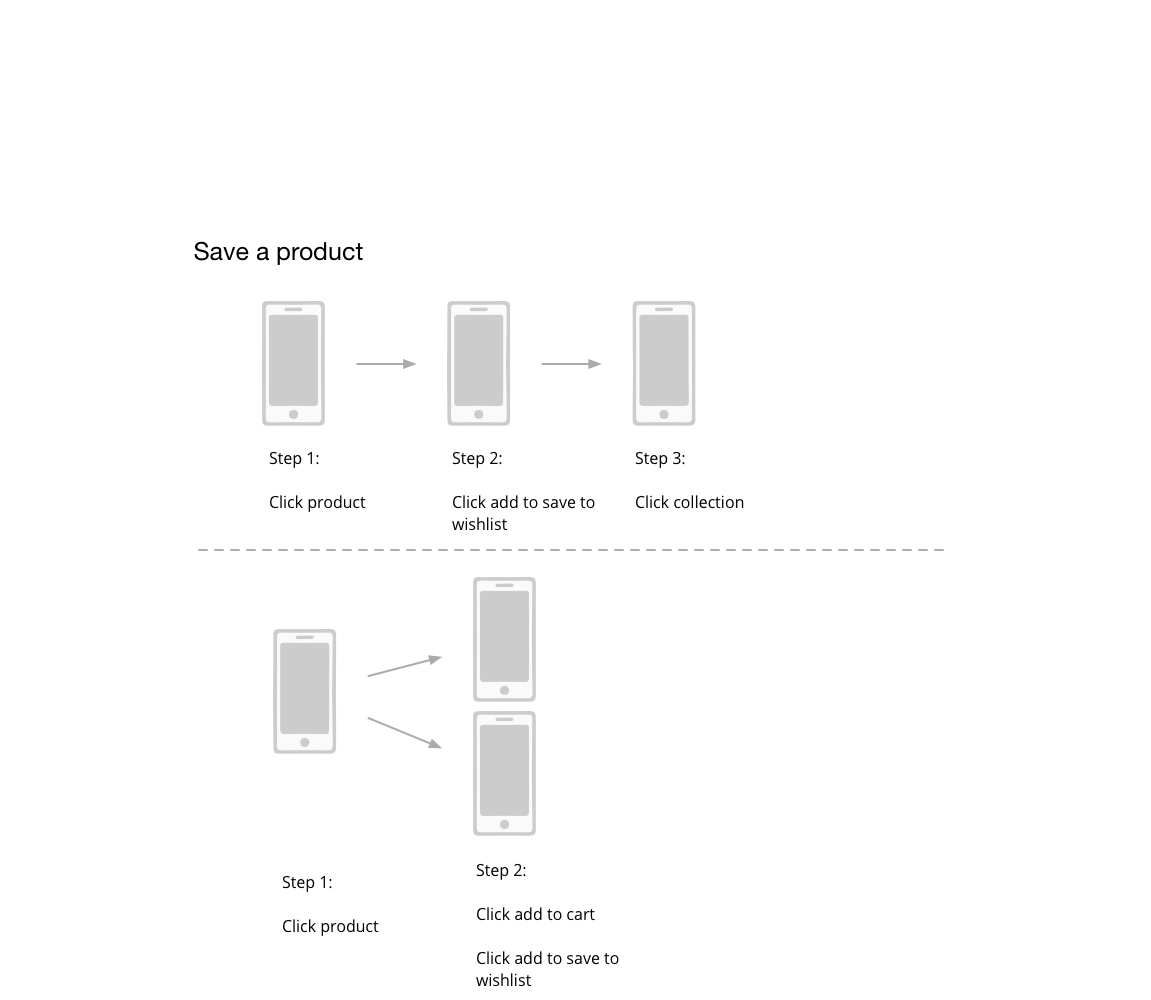 Save a product
Step 1:
Click product
Step 2:
Click add to save to
wishlist
Step 3:
Click collection
Step 1:
Click product
Step 2:
Click add to cart
Click add to save to
wishlist